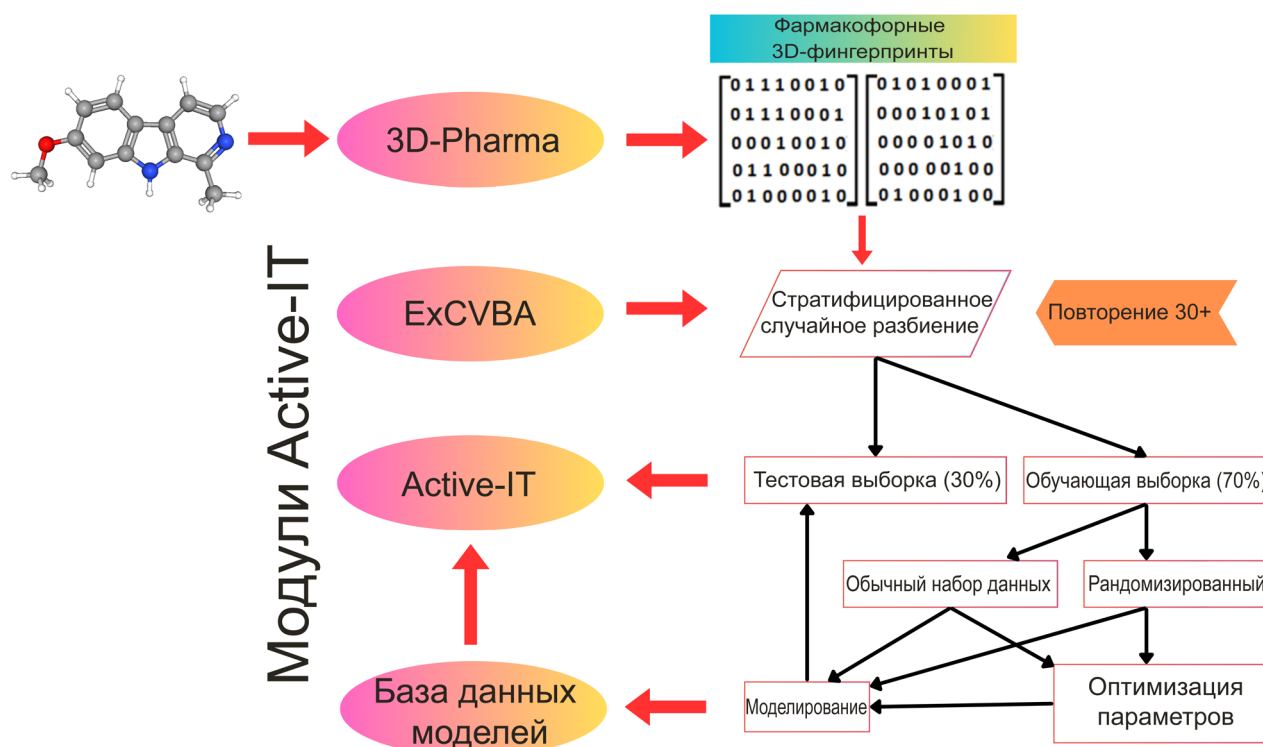 Фармакофорные
3D-фингерпринты
3D-Pharma
01110010
01110001
00010010
01100010
01000010
01010001
00010101
00001010
00000100
01000100
Модули Active-IT
ExCVBA
Стратифицированное
случайное разбиение
Повторение 30+
Active-IT
Тестовая выборка (30%)
Обучающая выборка (70%)
Обычный набор данных
Рандомизированный
База данных
моделей
Моделирование
Оптимизация
параметров